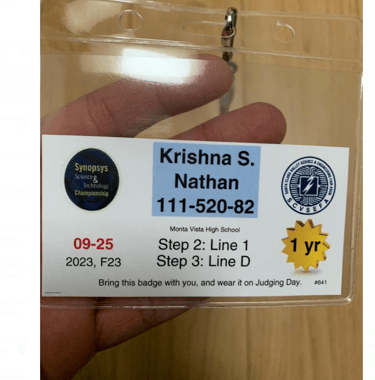 Synopsys
Science
&
Technology
Championship
Krishna S.
Nathan
111-520-82
SCVSEFA
Monta Vista High School
09-25
2023, F23
Step 2: Line 1
Step 3: Line D
1 yr
Bring this badge with you, and wear it on Judging Day.
#641